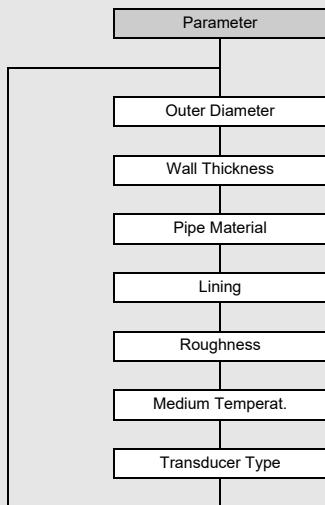 Parameter
Outer Diameter
Wall Thickness
Pipe Material
Lining
Roughness
Medium Temperat.
Transducer Type